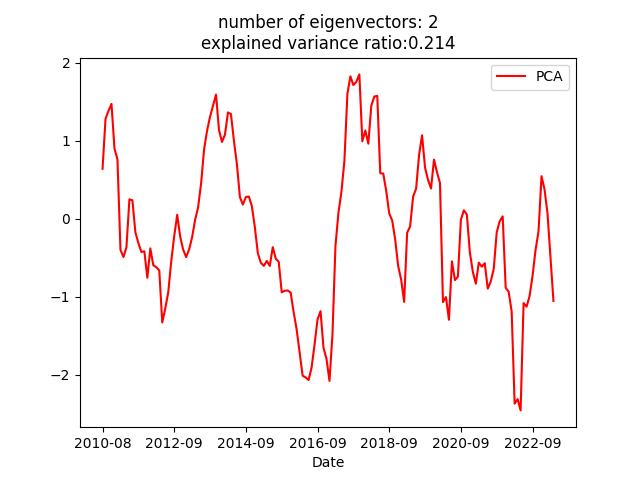 number of eigenvectors: 2
explained variance ratio:0.214
PCA
2
1
0
−1
−2
2010-08 2012-09 2014-09 2016-09 2018-09 2020-09 2022-09
Date